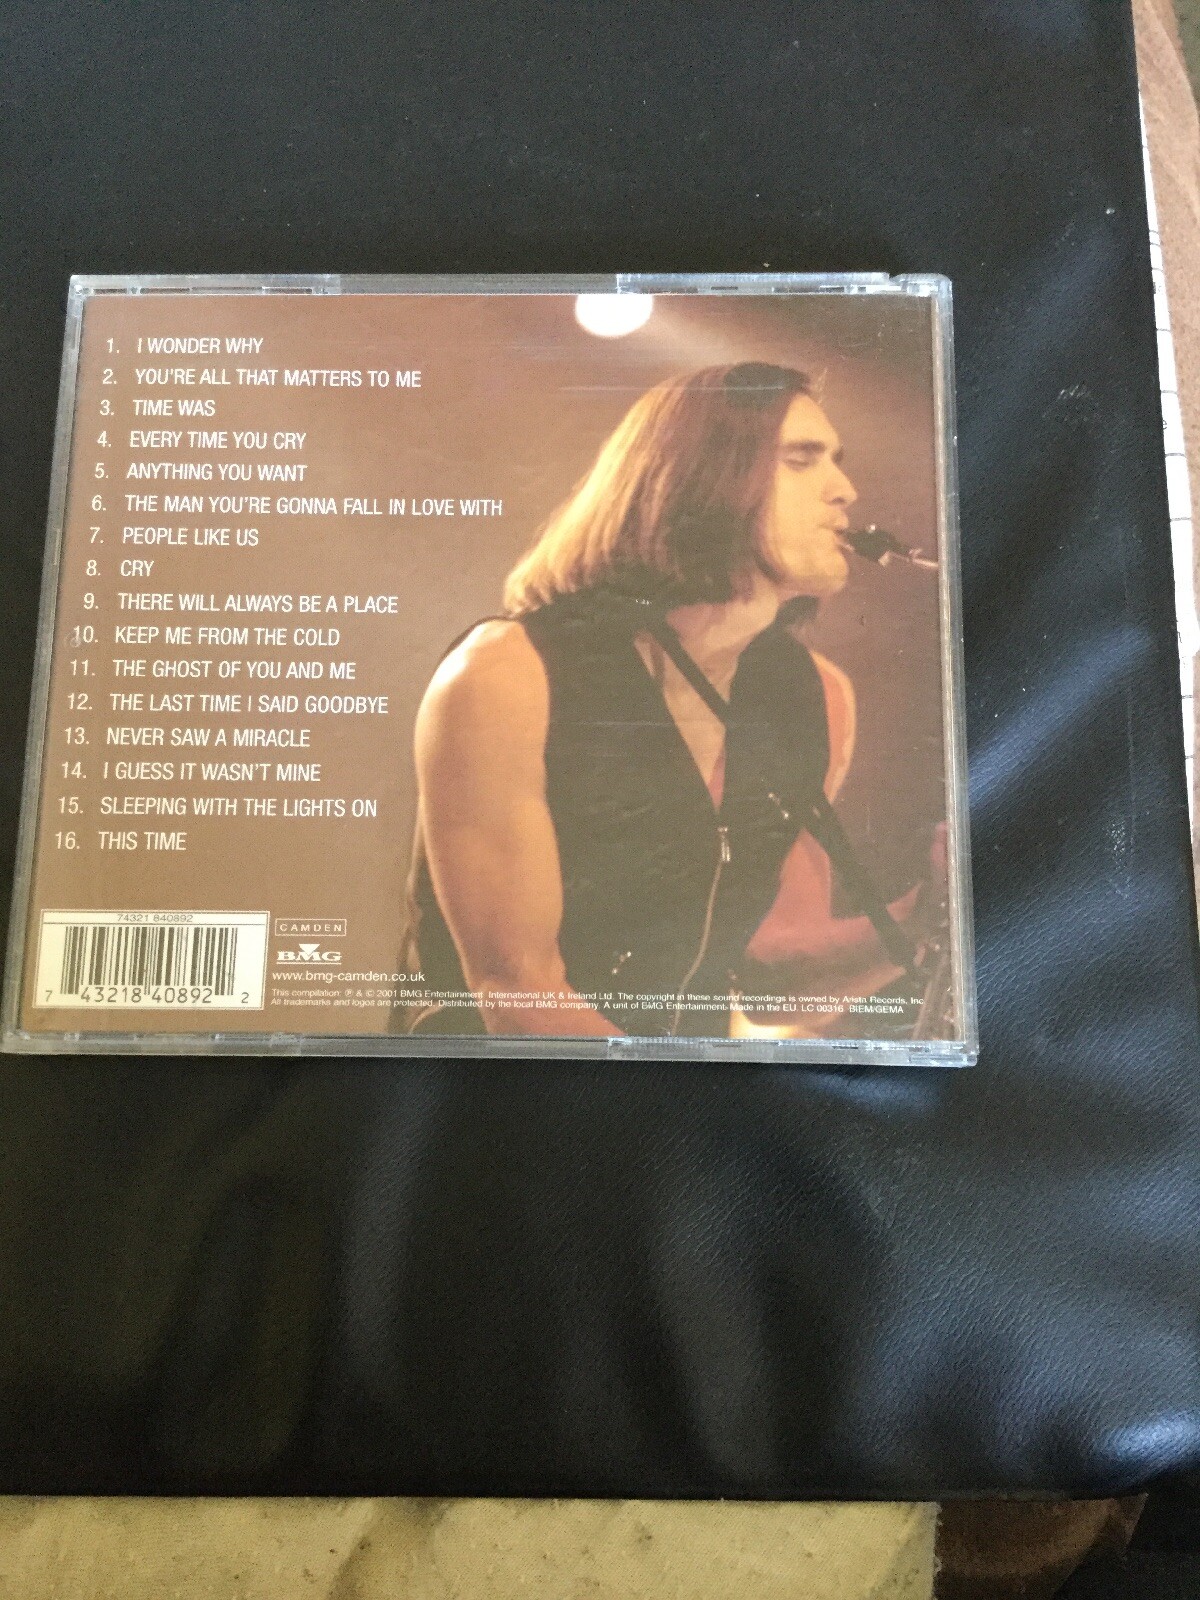 1. I WONDER WHY
2. YOU'RE ALL THAT MATTERS TO ME
3. TIME WAS
4. EVERY TIME YOU CRY
5. ANYTHING YOU WANT
6. THE MAN YOU'RE GONNA FALL IN LOVE WITH
7. PEOPLE LIKE US
8. CRY
9. THERE WILL ALWAYS BE A PLACE
10. KEEP ME FROM THE COLD
11. THE GHOST OF YOU AND ME
12. THE LAST TIME I SAID GOODBYE
13. NEVER SAW A MIRACLE
14. I GUESS IT WASN'T MINE
15. SLEEPING WITH THE LIGHTS ON
16. THIS TIME
74321 840892
7 43218 40892 2
CAMDEN
BMG
www.bmg-camden.co.uk
This compilation ℗ & © 2001 BMG Entertainment International UK & Ireland Ltd. The copyright in these sound recordings is owned by Arista Records, Inc.
All trademarks and logos are protected. Distributed by the local BMG company. A unit of BMG Entertainment. Made in the EU. LC 00316 BIEM/GEMA